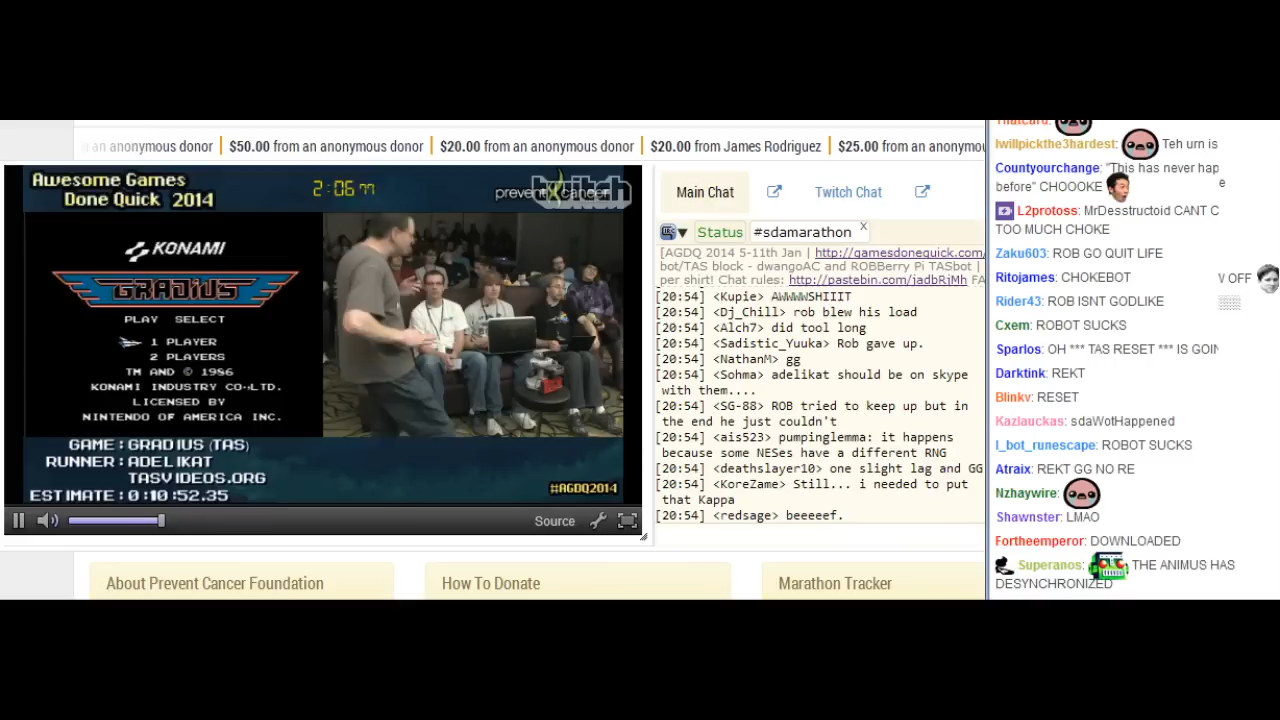 an anonymous donor | $50.00 from an anonymous donor | $20.00 from an anonymous donor | $20.00 from James Rodriguez | $25.00 from an anonymou
Awesome Games
Done Quick 2014
2:06 77
prevent cancer
twitch
KONAMI
GRADIUS
PLAY SELECT
1 PLAYER
2 PLAYERS
TM AND © 1986
KONAMI INDUSTRY CO.,LTD.
LICENSED BY
NINTENDO OF AMERICA INC.
GAME : GRADIUS (TAS)
RUNNER : ADELIKAT
TASVIDEOS.ORG
ESTIMATE : 0:10:52.35
#AGDQ2014
Source
Main Chat
Twitch Chat
Status
#sdamarathon
X
[AGDQ 2014 5-11th Jan | http://gamesdonequick.com/
bot/TAS block - dwangoAC and ROBBerry Pi TASbot |
per shirt! Chat rules: http://pastebin.com/jadbRjMh FA
[20:54] <Kupie> AWWWWSHIIIT
[20:54] <Dj_Chill> rob blew his load
[20:54] <Alch7> did tool long
[20:54] <Sadistic_Yuuka> Rob gave up.
[20:54] <NathanM> gg
[20:54] <Sohma> adelikat should be on skype
with them....
[20:54] <SG-88> ROB tried to keep up but in
the end he just couldn't
[20:54] <ais523> pumpinglemma: it happens
because some NESes have a different RNG
[20:54] <deathslayer10> one slight lag and GG
[20:54] <KoreZame> Still... i needed to put
that Kappa
[20:54] <redsage> beeeeef.
About Prevent Cancer Foundation
How To Donate
Marathon Tracker
Thatcard:
Iwillpickthe3hardest: Teh urn is
Countyourchange: "This has never hap
e
before" CHOOOKE
L2protoss: MrDesstructoid CANT C
TOO MUCH CHOKE
Zaku603: ROB GO QUIT LIFE
Ritojames: CHOKEBOT
OFF
Rider43: ROB ISNT GODLIKE
Cxem: ROBOT SUCKS
Sparlos: OH *** TAS RESET *** IS GOIN
Darktink: REKT
Blinkv: RESET
Kazlauckas: sdaWotHappened
I_bot_runescape: ROBOT SUCKS
Atraix: REKT GG NO RE
Nzhaywire:
Shawnster: LMAO
Fortheemperor: DOWNLOADED
Superanos: THE ANIMUS HAS
DESYNCHRONIZED